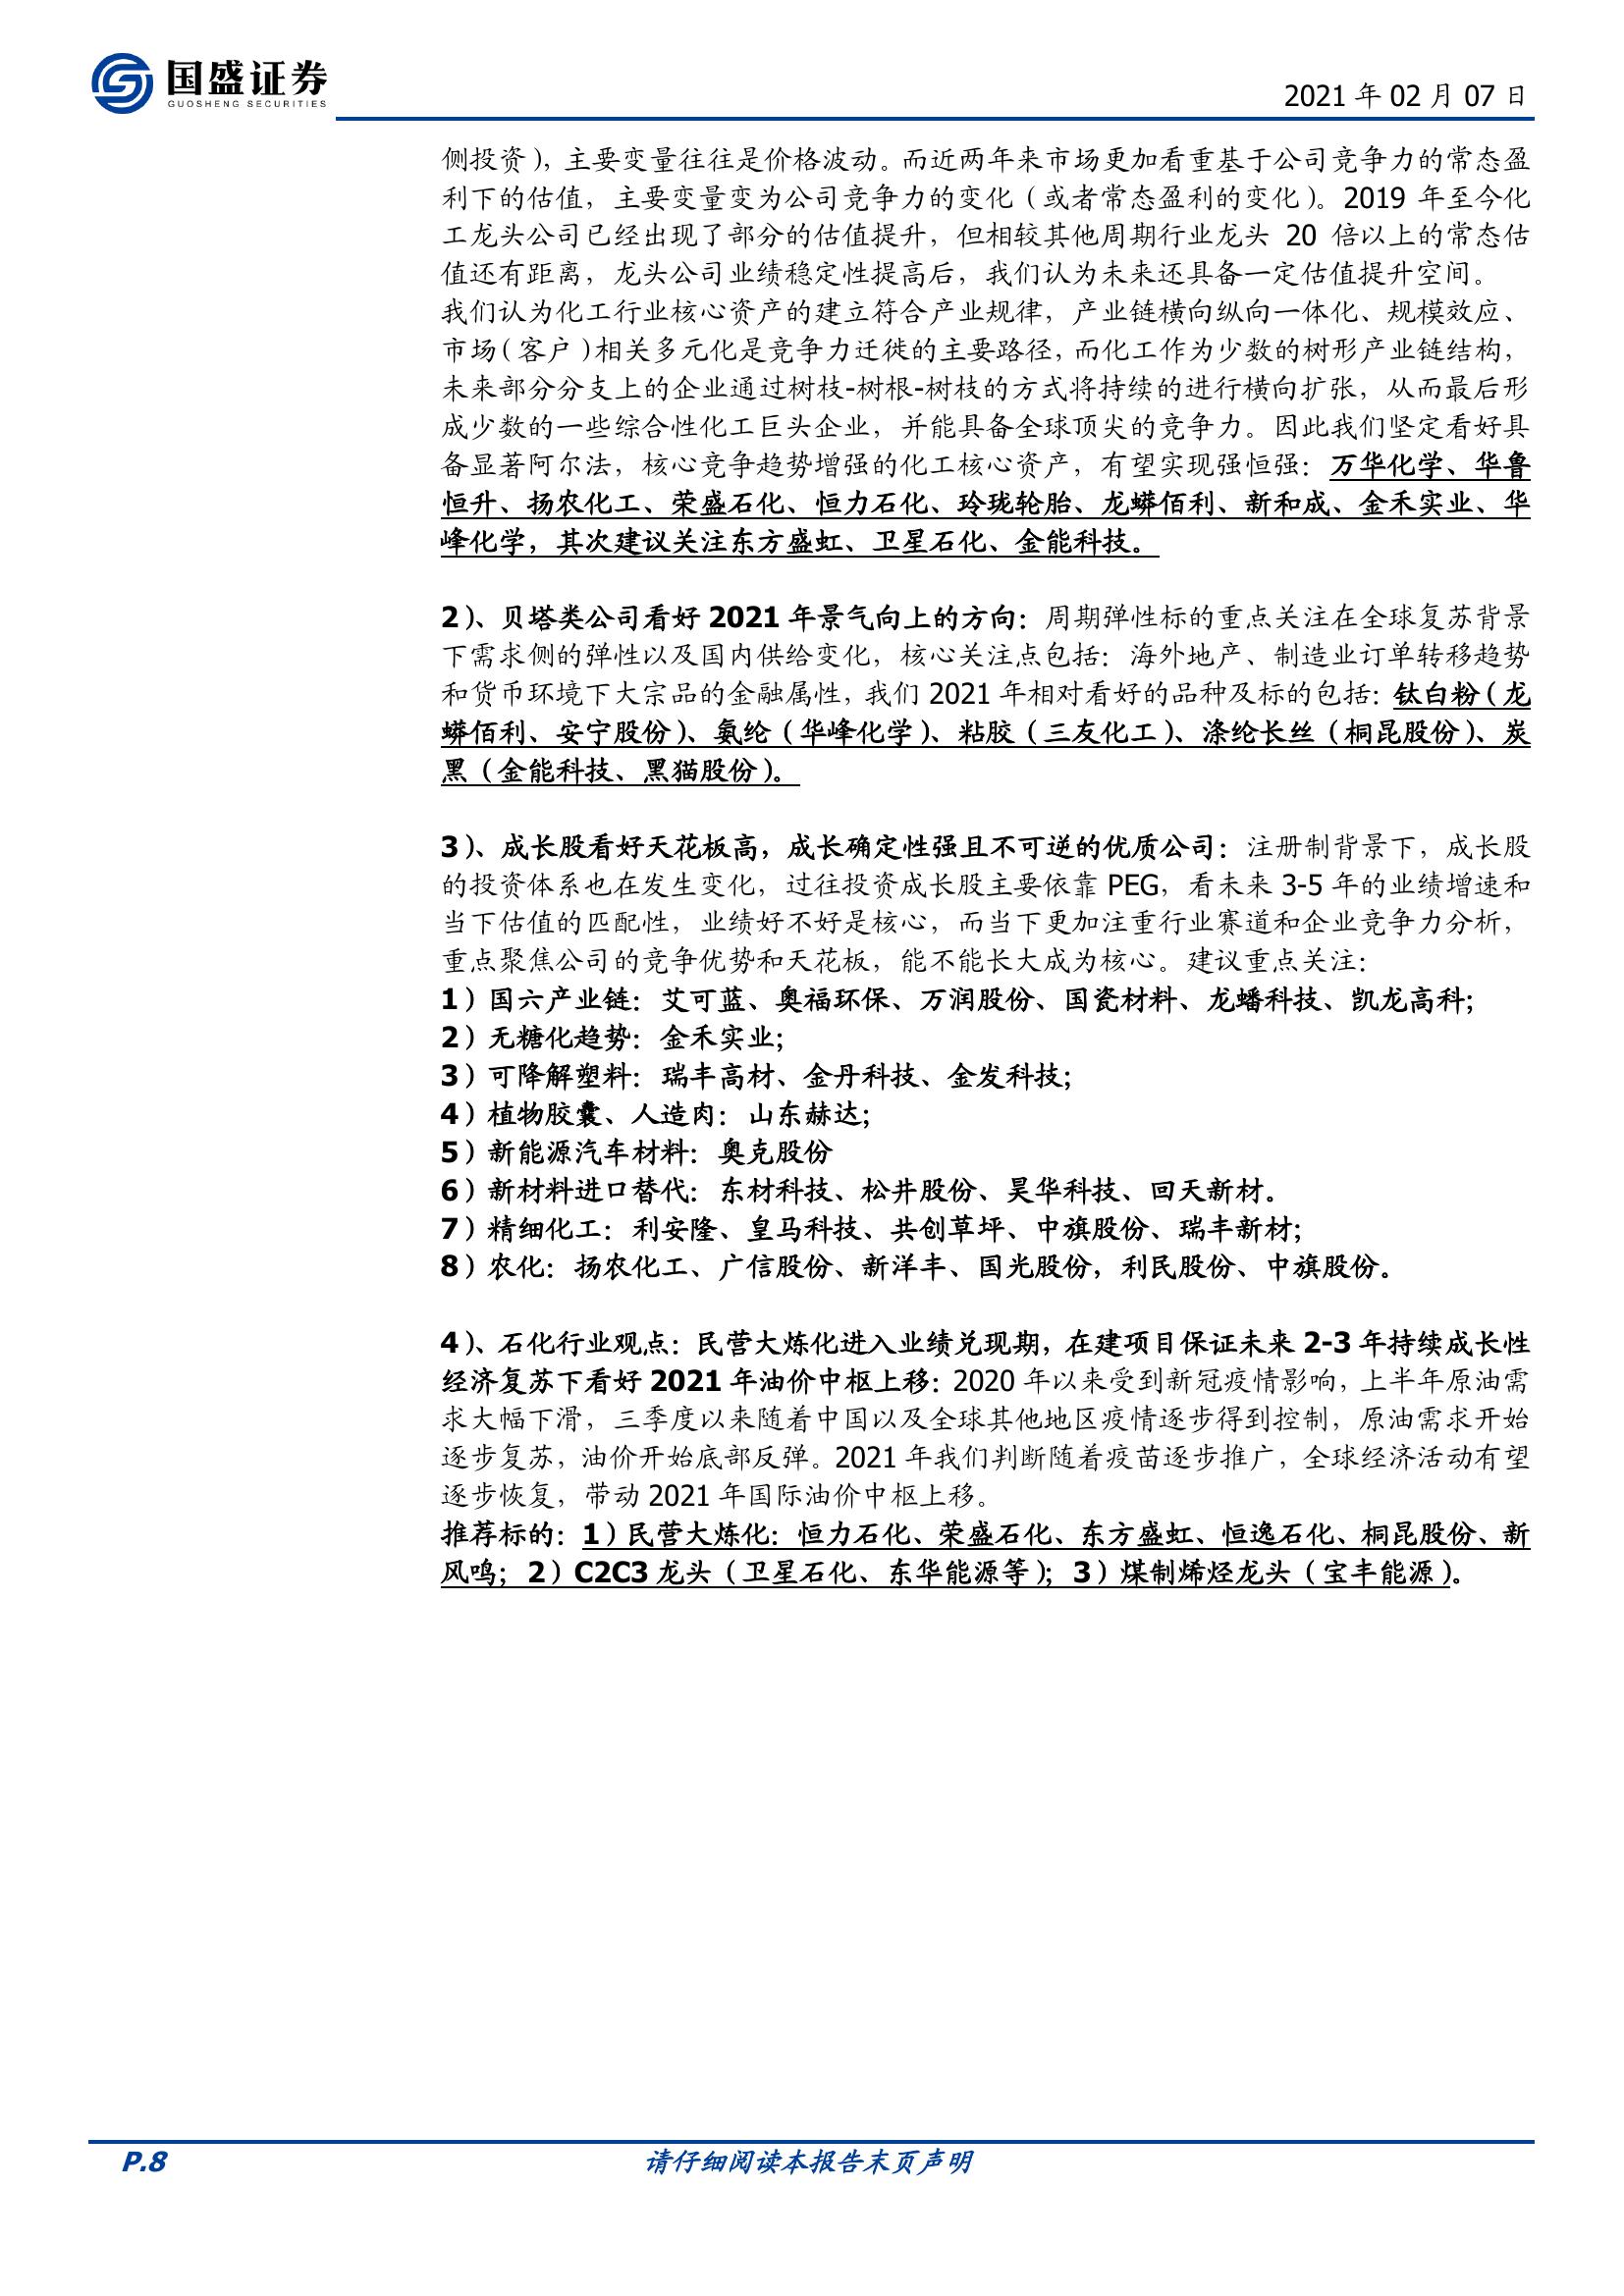 国盛证券
GUOSHENG SECURITIES
2021 年 02 月 07 日
侧投资），主要变量往往是价格波动。而近两年来市场更加看重基于公司竞争力的常态盈
利下的估值，主要变量变为公司竞争力的变化（或者常态盈利的变化）。2019 年至今化
工龙头公司已经出现了部分的估值提升，但相较其他周期行业龙头 20 倍以上的常态估
值还有距离，龙头公司业绩稳定性提高后，我们认为未来还具备一定估值提升空间。
我们认为化工行业核心资产的建立符合产业规律，产业链横向纵向一体化、规模效应、
市场（客户）相关多元化是竞争力迁徙的主要路径，而化工作为少数的树形产业链结构，
未来部分分支上的企业通过树枝-树根-树枝的方式将持续的进行横向扩张，从而最后形
成少数的一些综合性化工巨头企业，并能具备全球顶尖的竞争力。因此我们坚定看好具
备显著阿尔法，核心竞争趋势增强的化工核心资产，有望实现强恒强：万华化学、华鲁
恒升、扬农化工、荣盛石化、恒力石化、玲珑轮胎、龙蟒佰利、新和成、金禾实业、华
峰化学，其次建议关注东方盛虹、卫星石化、金能科技。
2）、贝塔类公司看好 2021 年景气向上的方向：周期弹性标的重点关注在全球复苏背景
下需求侧的弹性以及国内供给变化，核心关注点包括：海外地产、制造业订单转移趋势
和货币环境下大宗品的金融属性，我们 2021 年相对看好的品种及标的包括：钛白粉（龙
蟒佰利、安宁股份）、氨纶（华峰化学）、粘胶（三友化工）、涤纶长丝（桐昆股份）、炭
黑（金能科技、黑猫股份）。
3）、成长股看好天花板高，成长确定性强且不可逆的优质公司：注册制背景下，成长股
的投资体系也在发生变化，过往投资成长股主要依靠 PEG，看未来 3-5 年的业绩增速和
当下估值的匹配性，业绩好不好是核心，而当下更加注重行业赛道和企业竞争力分析，
重点聚焦公司的竞争优势和天花板，能不能长大成为核心。建议重点关注：
1）国六产业链：艾可蓝、奥福环保、万润股份、国瓷材料、龙蟠科技、凯龙高科；
2）无糖化趋势：金禾实业；
3）可降解塑料：瑞丰高材、金丹科技、金发科技；
4）植物胶囊、人造肉：山东赫达；
5）新能源汽车材料：奥克股份
6）新材料进口替代：东材科技、松井股份、昊华科技、回天新材。
7）精细化工：利安隆、皇马科技、共创草坪、中旗股份、瑞丰新材；
8）农化：扬农化工、广信股份、新洋丰、国光股份，利民股份、中旗股份。
4）、石化行业观点：民营大炼化进入业绩兑现期，在建项目保证未来 2-3 年持续成长性
经济复苏下看好 2021 年油价中枢上移：2020 年以来受到新冠疫情影响，上半年原油需
求大幅下滑，三季度以来随着中国以及全球其他地区疫情逐步得到控制，原油需求开始
逐步复苏，油价开始底部反弹。2021 年我们判断随着疫苗逐步推广，全球经济活动有望
逐步恢复，带动 2021 年国际油价中枢上移。
推荐标的：1）民营大炼化：恒力石化、荣盛石化、东方盛虹、恒逸石化、桐昆股份、新
风鸣；2）C2C3 龙头（卫星石化、东华能源等）；3）煤制烯烃龙头（宝丰能源）。
P.8
请仔细阅读本报告末页声明